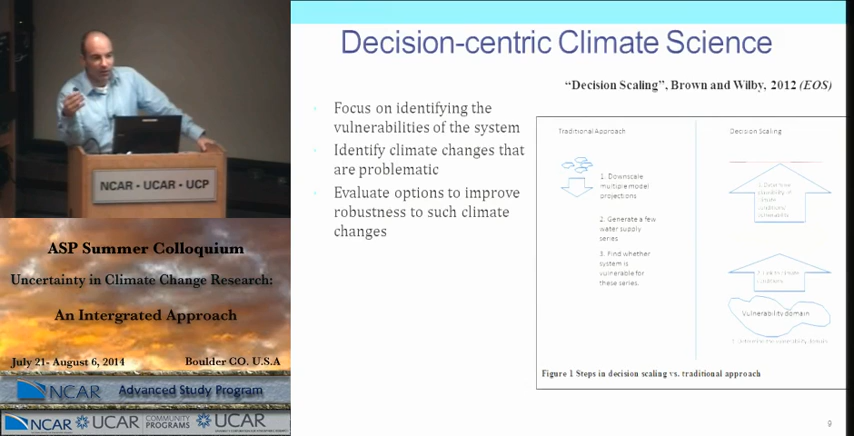 Decision-centric Climate Science
"Decision Scaling", Brown and Wilby, 2012 (EOS)
Focus on identifying the
vulnerabilities of the system
Identify climate changes that
are problematic
Evaluate options to improve
robustness to such climate
changes
Traditional Approach
1. Downscale
multiple model
projections
2. Generate a few
water supply
series
3. Find whether
system is
vulnerable for
these series.
Decision Scaling
Vulnerability domain
Figure 1 Steps in decision scaling vs. traditional approach
9
NCAR - UCAR - UCP
ASP Summer Colloquium
Uncertainty in Climate Change Research:
An Intergrated Approach
July 21- August 6, 2014
Boulder CO. U.S.A
NCAR Advanced Study Program
NCAR
UCAR
COMMUNITY
PROGRAMS
UCAR